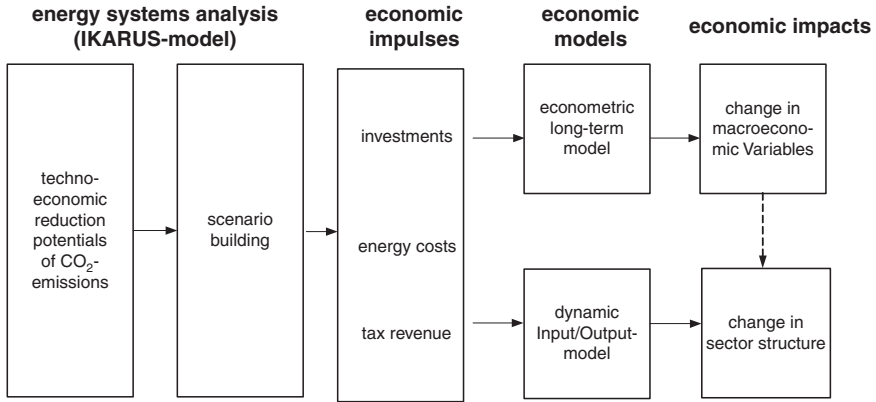 energy systems analysis
(IKARUS-model)
economic
impulses
economic
models
economic impacts
techno-
economic
reduction
potentials
of CO₂-
emissions
scenario
building
investments
energy costs
tax revenue
econometric
long-term
model
dynamic
Input/Output-
model
change in
macroecono-
mic Variables
change in
sector structure